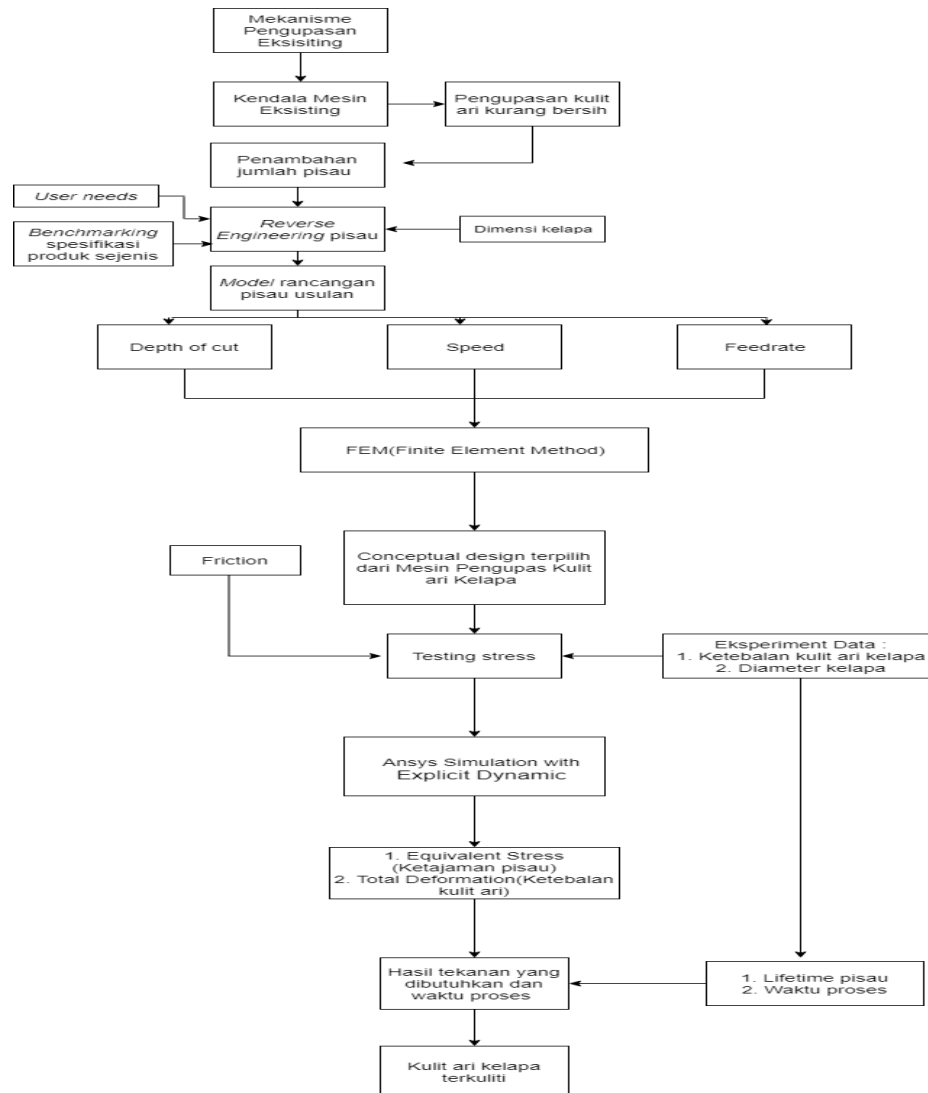 Mekanisme
Pengupasan
Eksisiting
Kendala Mesin
Eksisting
Pengupasan kulit
ari kurang bersih
Penambahan
jumlah pisau
User needs
Benchmarking
spesifikasi
produk sejenis
Reverse
Engineering pisau
Dimensi kelapa
Model rancangan
pisau usulan
Depth of cut
Speed
Feedrate
FEM(Finite Element Method)
Friction
Conceptual design terpilih
dari Mesin Pengupas Kulit
ari Kelapa
Testing stress
Eksperiment Data :
1. Ketebalan kulit ari kelapa
2. Diameter kelapa
Ansys Simulation with
Explicit Dynamic
1. Equivalent Stress
(Ketajaman pisau)
2. Total Deformation(Ketebalan
kulit ari)
Hasil tekanan yang
dibutuhkan dan
waktu proses
1. Lifetime pisau
2. Waktu proses
Kulit ari kelapa
terkuliti